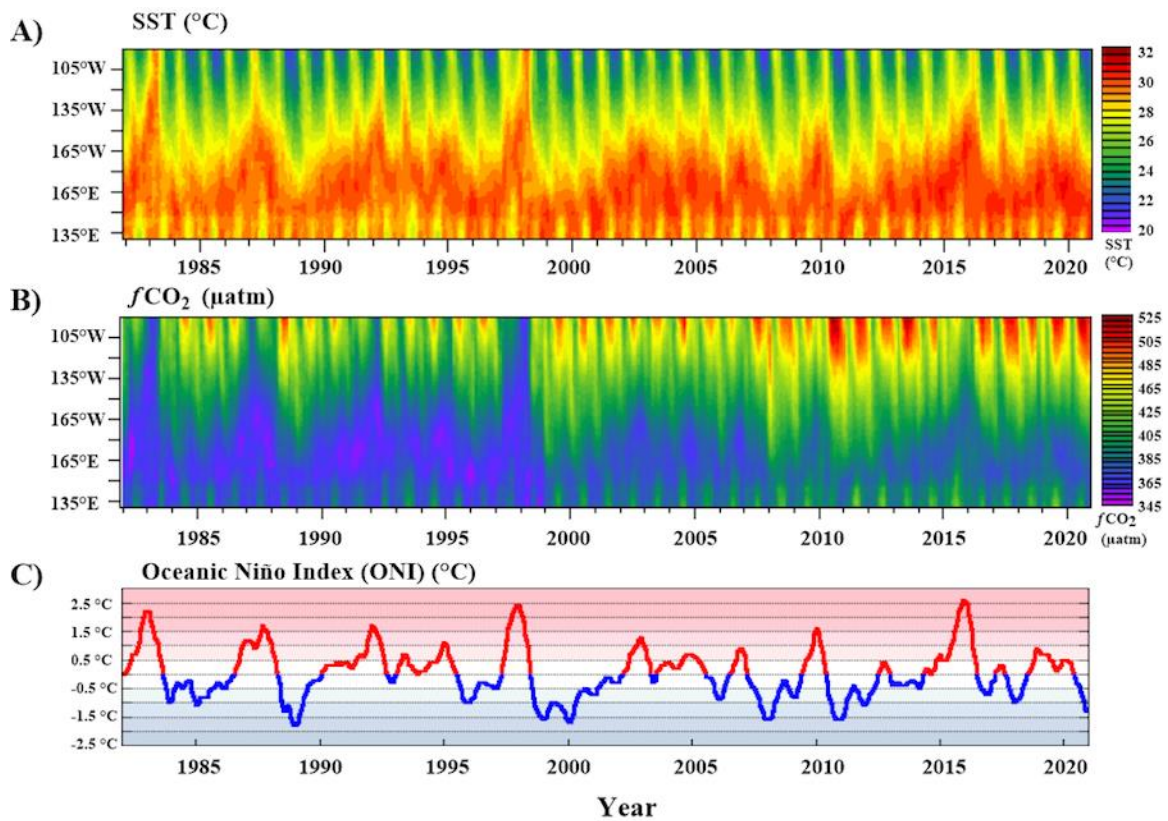 A)
SST (°C)
105°W
135°W
165°W
165°E
135°E
1985 1990 1995 2000 2005 2010 2015 2020
32
30
28
26
24
22
20
SST
(°C)
B)
fCO₂ (µatm)
105°W
135°W
165°W
165°E
135°E
1985 1990 1995 2000 2005 2010 2015 2020
525
505
485
465
425
405
385
365
345
fCO₂
(µatm)
C)
Oceanic Niño Index (ONI) (°C)
2.5 °C
1.5 °C
0.5 °C
-0.5 °C
-1.5 °C
-2.5 °C
1985 1990 1995 2000 2005 2010 2015 2020
Year